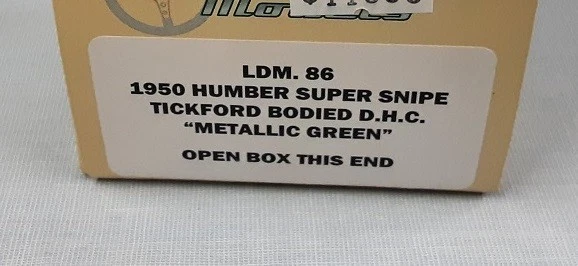 LDM. 86
1950 HUMBER SUPER SNIPE
TICKFORD BODIED D.H.C.
“METALLIC GREEN”
OPEN BOX THIS END